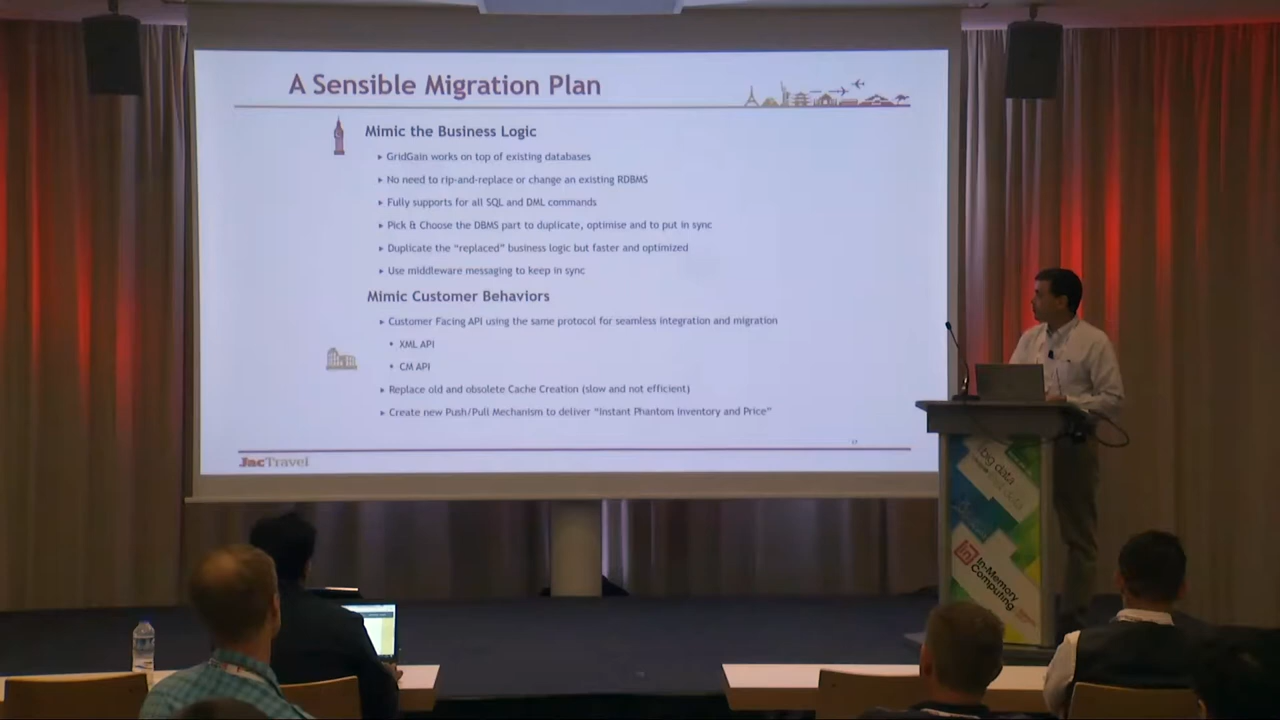 A Sensible Migration Plan
Mimic the Business Logic
▸ GridGain works on top of existing databases
▸ No need to rip-and-replace or change an existing RDBMS
▸ Fully supports for all SQL and DML commands
▸ Pick & Choose the DBMS part to duplicate, optimise and to put in sync
▸ Duplicate the “replaced” business logic but faster and optimized
▸ Use middleware messaging to keep in sync
Mimic Customer Behaviors
▸ Customer Facing API using the same protocol for seamless integration and migration
• XML API
• CM API
▸ Replace old and obsolete Cache Creation (slow and not efficient)
▸ Create new Push/Pull Mechanism to deliver “Instant Phantom Inventory and Price”
JacTravel
big data
in
In-Memory
Computing